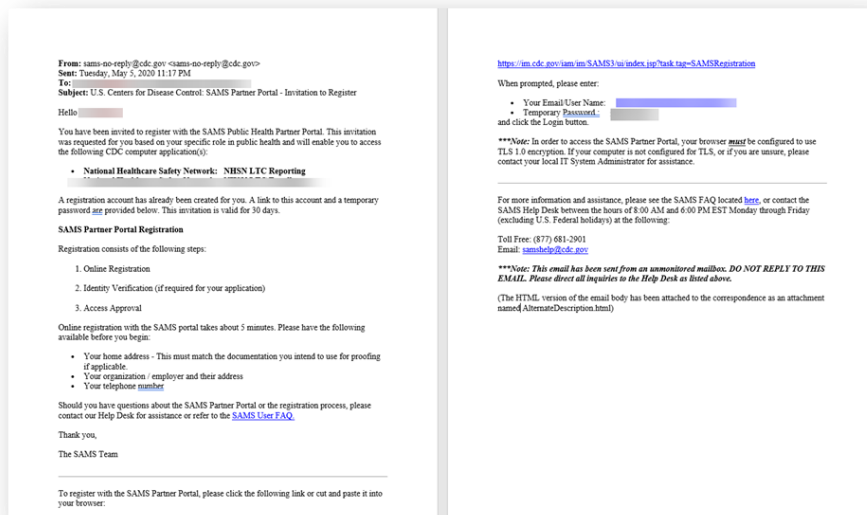 From: sams-no-reply@cdc.gov <sams-no-reply@cdc.gov>
Sent: Tuesday, May 5, 2020 11:17 PM
To:
Subject: U.S. Centers for Disease Control: SAMS Partner Portal - Invitation to Register
Hello
You have been invited to register with the SAMS Public Health Partner Portal. This invitation
was requested for you based on your specific role in public health and will enable you to access
the following CDC computer application(s):
• National Healthcare Safety Network: NHSN LTC Reporting
A registration account has already been created for you. A link to this account and a temporary
password are provided below. This invitation is valid for 30 days.
SAMS Partner Portal Registration
Registration consists of the following steps:
1. Online Registration
2. Identity Verification (if required for your application)
3. Access Approval
Online registration with the SAMS portal takes about 5 minutes. Please have the following
available before you begin:
• Your home address - This must match the documentation you intend to use for proofing
if applicable.
• Your organization / employer and their address
• Your telephone number
Should you have questions about the SAMS Partner Portal or the registration process, please
contact our Help Desk for assistance or refer to the SAMS User FAQ.
Thank you,
The SAMS Team
To register with the SAMS Partner Portal, please click the following link or cut and paste it into
your browser:
https://im.cdc.gov/iam/im/SAMS3/ui/index.jsp?task.tag=SAMSRegistration
When prompted, please enter:
• Your Email/User Name:
• Temporary Password.:
and click the Login button.
***Note: In order to access the SAMS Partner Portal, your browser must be configured to use
TLS 1.0 encryption. If your computer is not configured for TLS, or if you are unsure, please
contact your local IT System Administrator for assistance.
For more information and assistance, please see the SAMS FAQ located here, or contact the
SAMS Help Desk between the hours of 8:00 AM and 6:00 PM EST Monday through Friday
(excluding U.S. Federal holidays) at the following:
Toll Free: (877) 681-2901
Email: samshelp@cdc.gov
***Note: This email has been sent from an unmonitored mailbox. DO NOT REPLY TO THIS
EMAIL. Please direct all inquiries to the Help Desk as listed above.
(The HTML version of the email body has been attached to the correspondence as an attachment
named AlternateDescription.html)